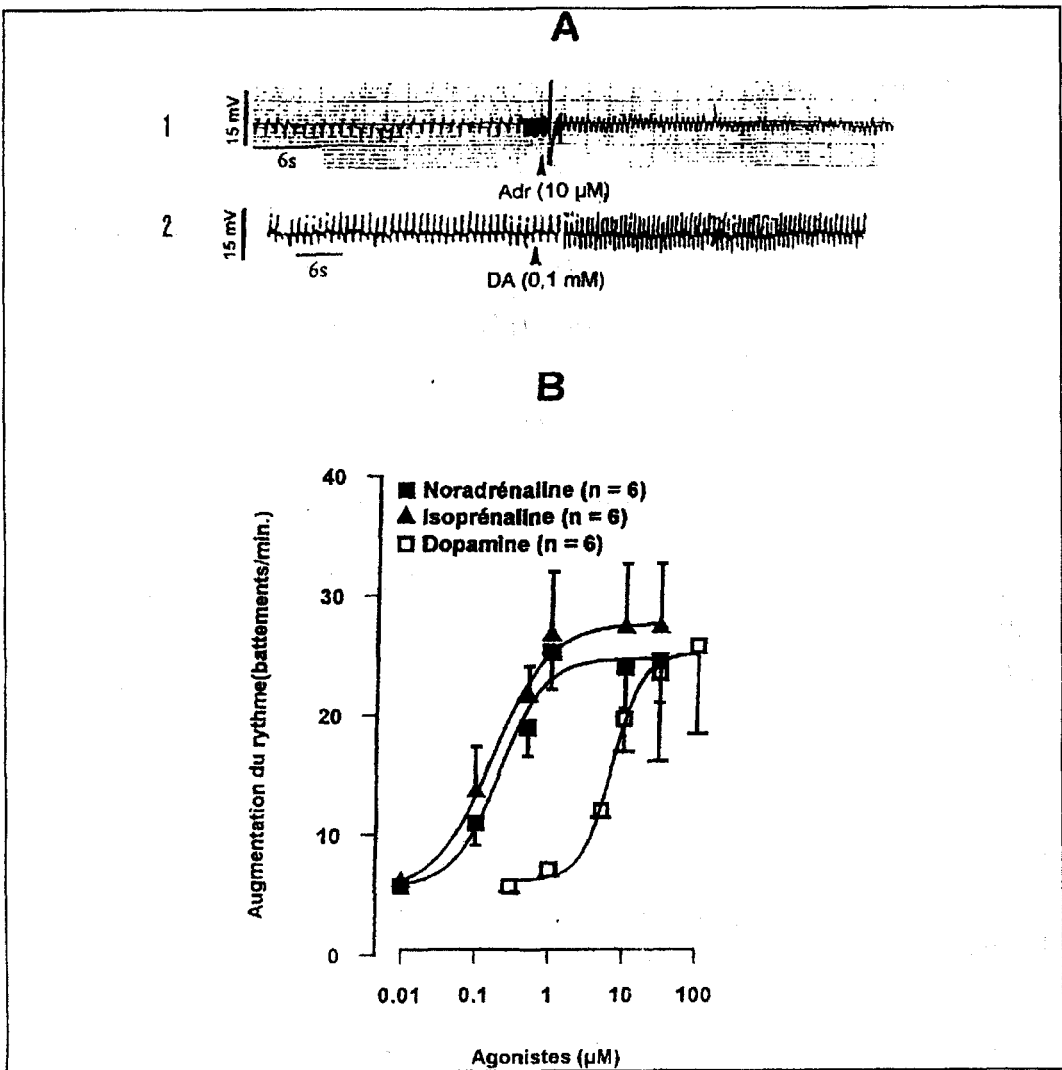 A
1
15 mV
6s
Adr (10 µM)
2
15 mV
6s
DA (0,1 mM)
B
Augmentation du rythme(battements/min.)
40
30
20
10
0
Noradrénaline (n = 6)
Isoprénaline (n = 6)
Dopamine (n = 6)
0.01 0.1 1 10 100
Agonistes (µM)